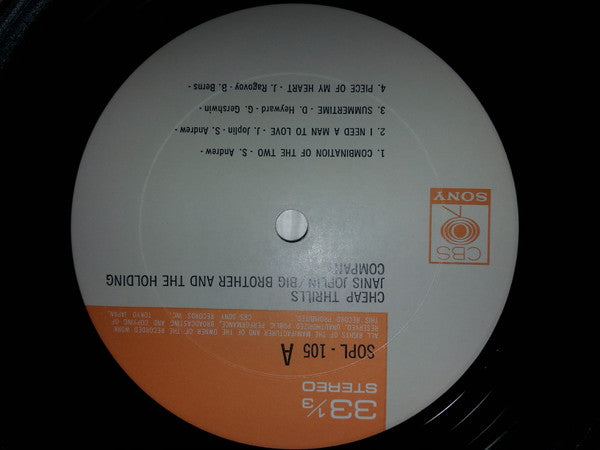 33 1/3
STEREO
SOPL - 105 A
ALL RIGHTS OF THE MANUFACTURER AND OF THE OWNER OF THE RECORDED WORK
RESERVED. UNAUTHORIZED PUBLIC PERFORMANCE, BROADCASTING AND COPYING OF
THIS RECORD PROHIBITED. CBS/SONY RECORDS INC. TOKYO JAPAN.
CHEAP THRILLS
JANIS JOPLIN/BIG BROTHER AND THE HOLDING
COMPANY
CBS
SONY
1. COMBINATION OF THE TWO - S. Andrew -
2. I NEED A MAN TO LOVE - J. Joplin - S. Andrew -
3. SUMMERTIME - D. Heyward - G. Gershwin -
4. PIECE OF MY HEART - J. Ragovoy - B. Berns -